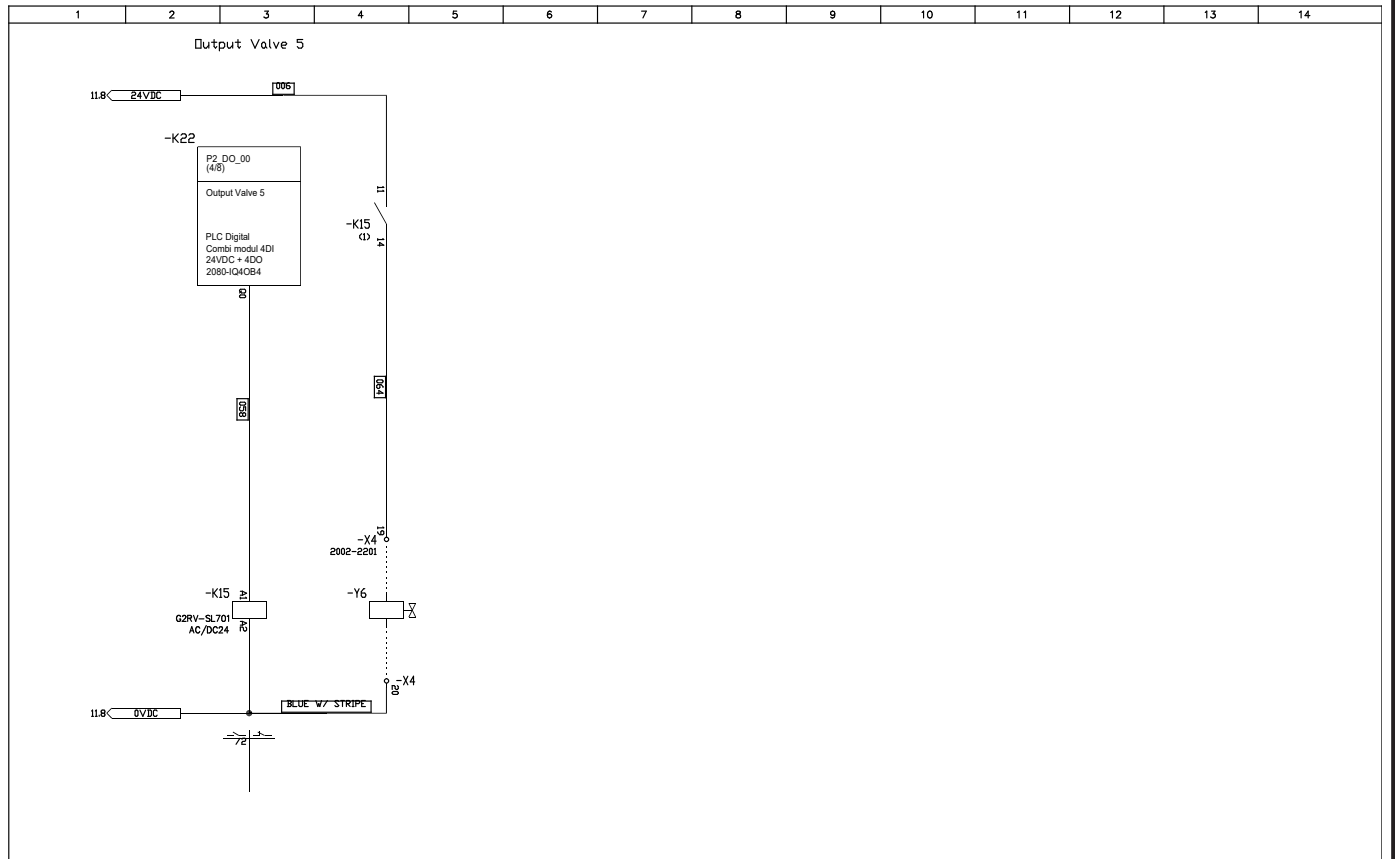 1 2 3 4 5 6 7 8 9 10 11 12 13 14
Output Valve 5
006
11.8 24VDC
-K22
P2_DO_00
(4/8)
Output Valve 5
PLC Digital
Combi modul 4DI
24VDC + 4DO
2080-IQ4OB4
Q0
11
-K15
(1)
14
064
058
19
-X4
2002-2201
-K15
A1
G2RV-SL701
AC/DC24
A2
-Y6
-X4
20
BLUE W/ STRIPE
11.8 0VDC
/2